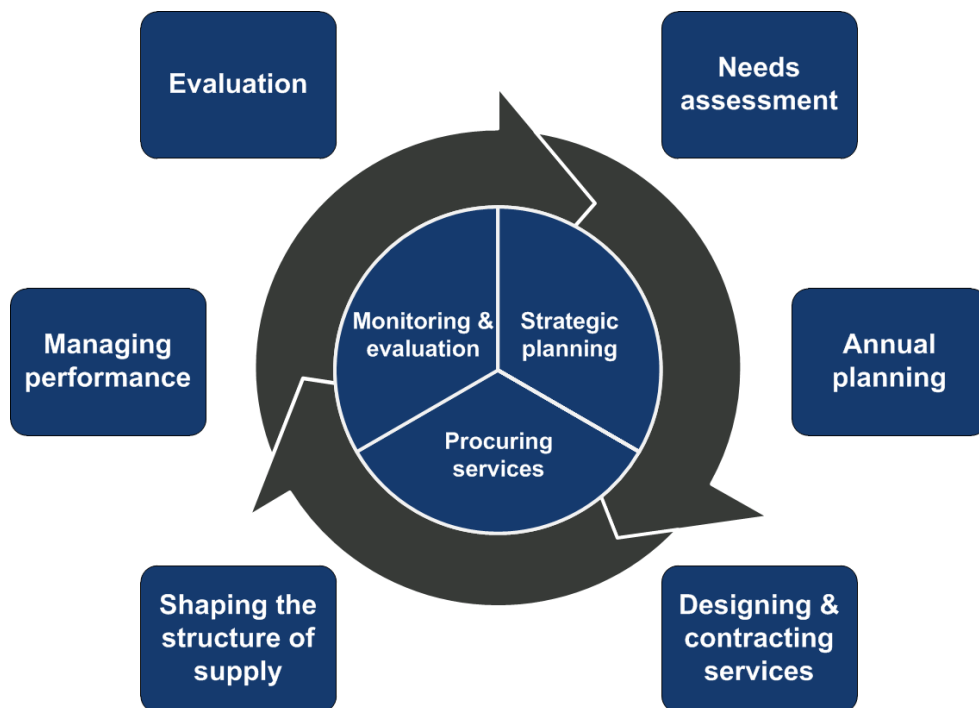 Evaluation
Needs
assessment
Monitoring &
evaluation
Strategic
planning
Managing
performance
Annual
planning
Procuring
services
Shaping the
structure of
supply
Designing &
contracting
services